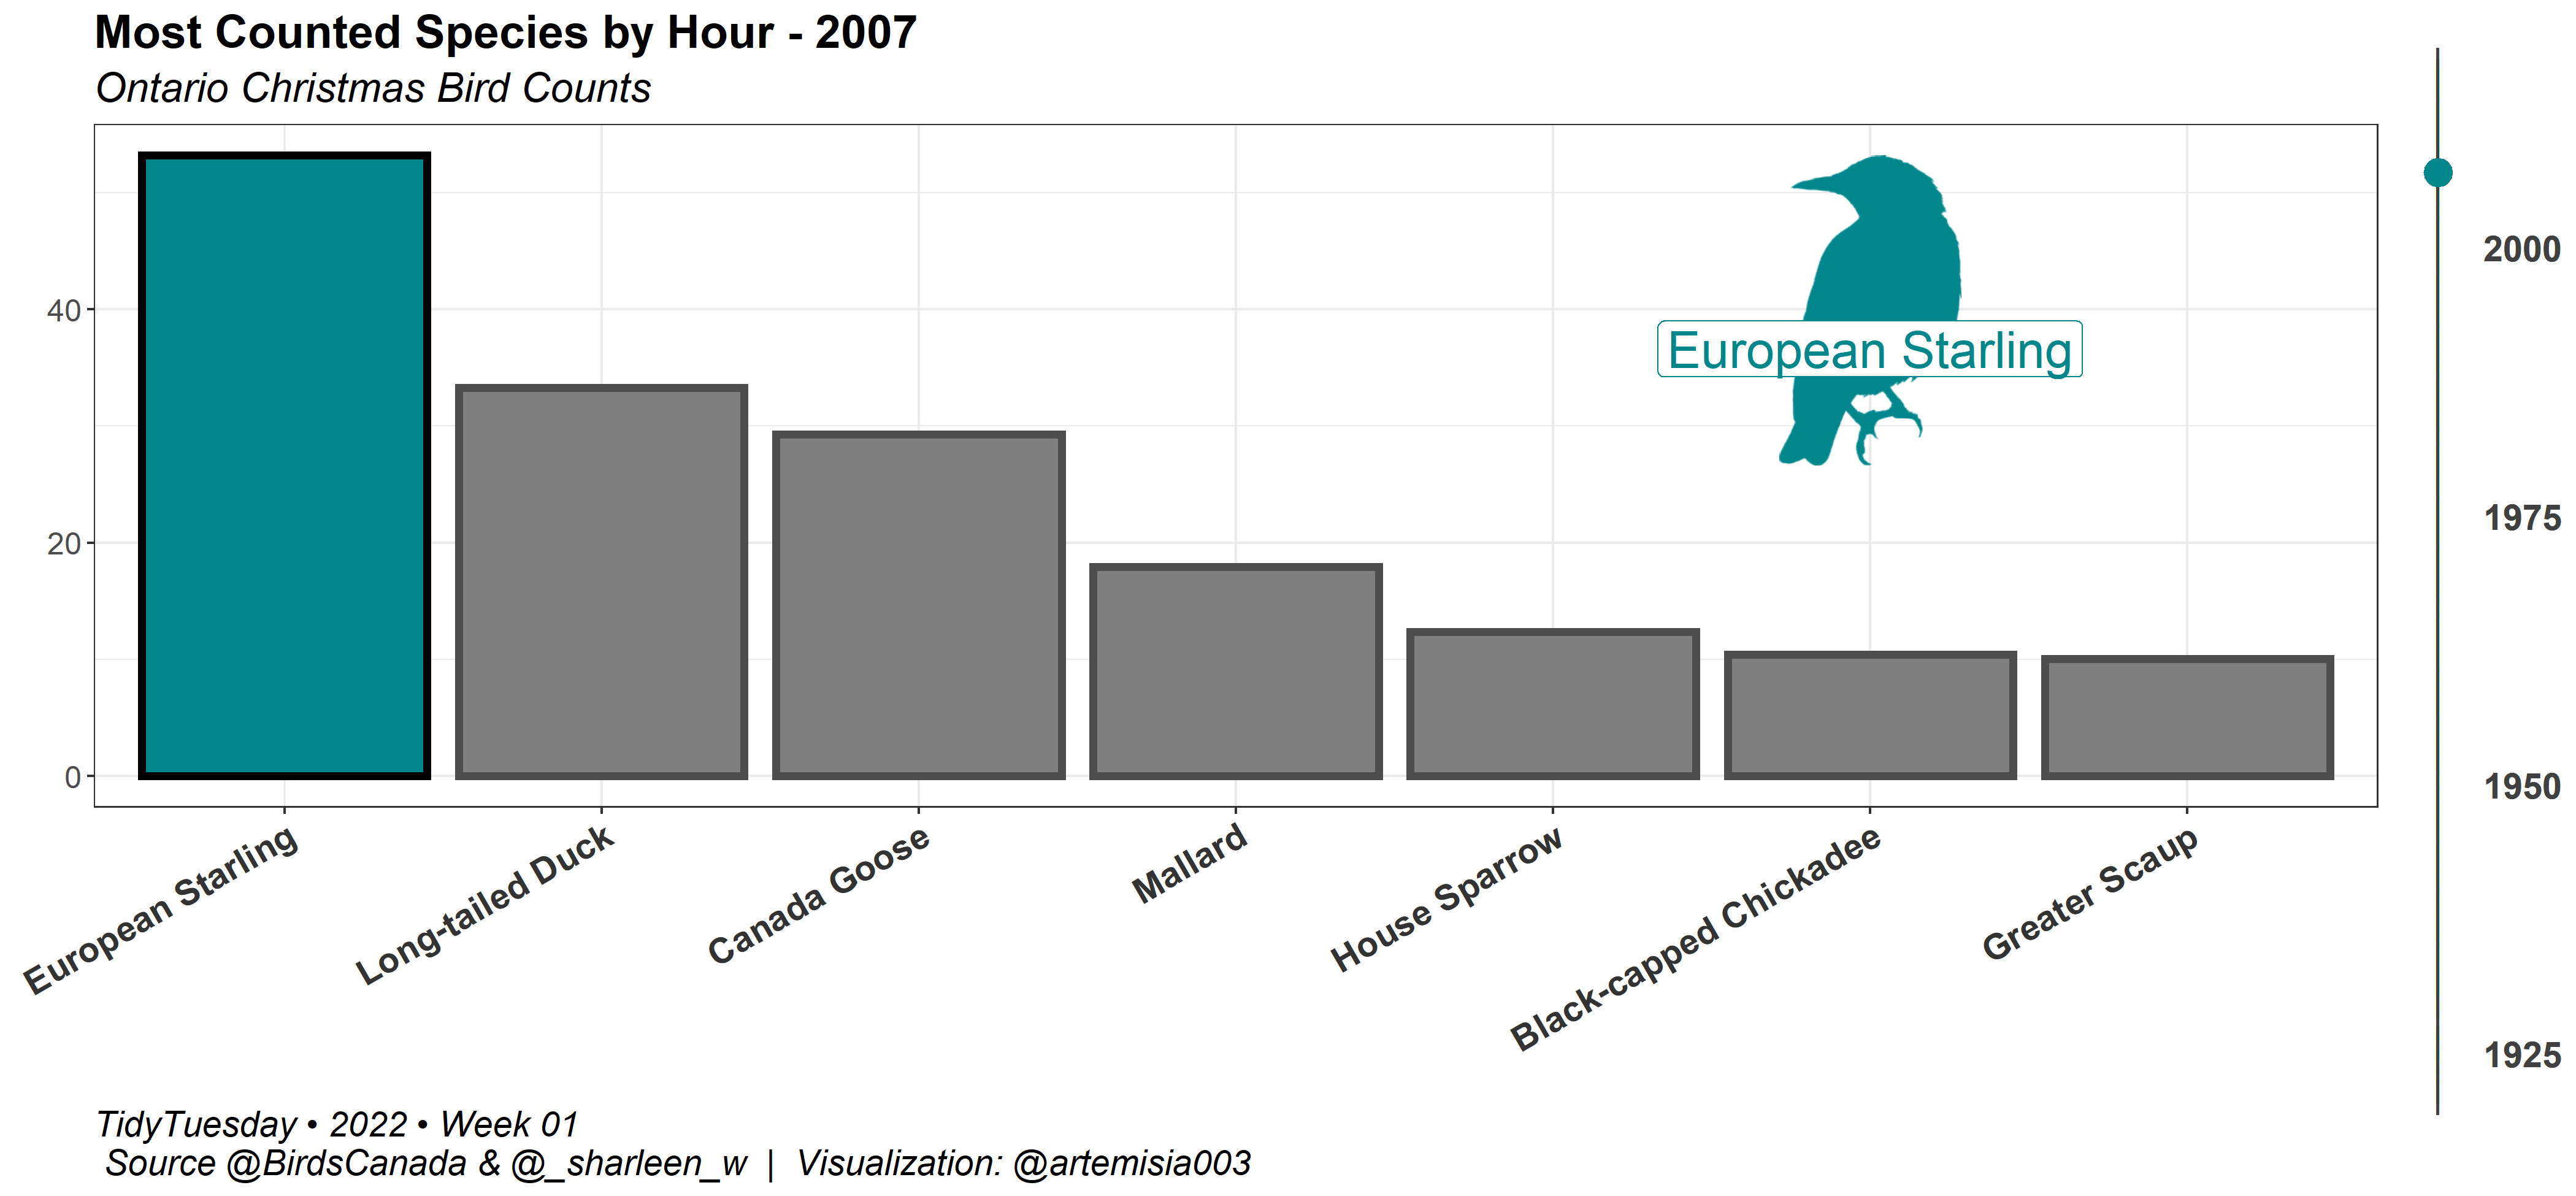 Most Counted Species by Hour - 2007
Ontario Christmas Bird Counts
40
20
0
European Starling
European Starling
Long-tailed Duck
Canada Goose
Mallard
House Sparrow
Black-capped Chickadee
Greater Scaup
2000
1975
1950
1925
TidyTuesday • 2022 • Week 01
Source @BirdsCanada & @_sharleen_w | Visualization: @artemisia003